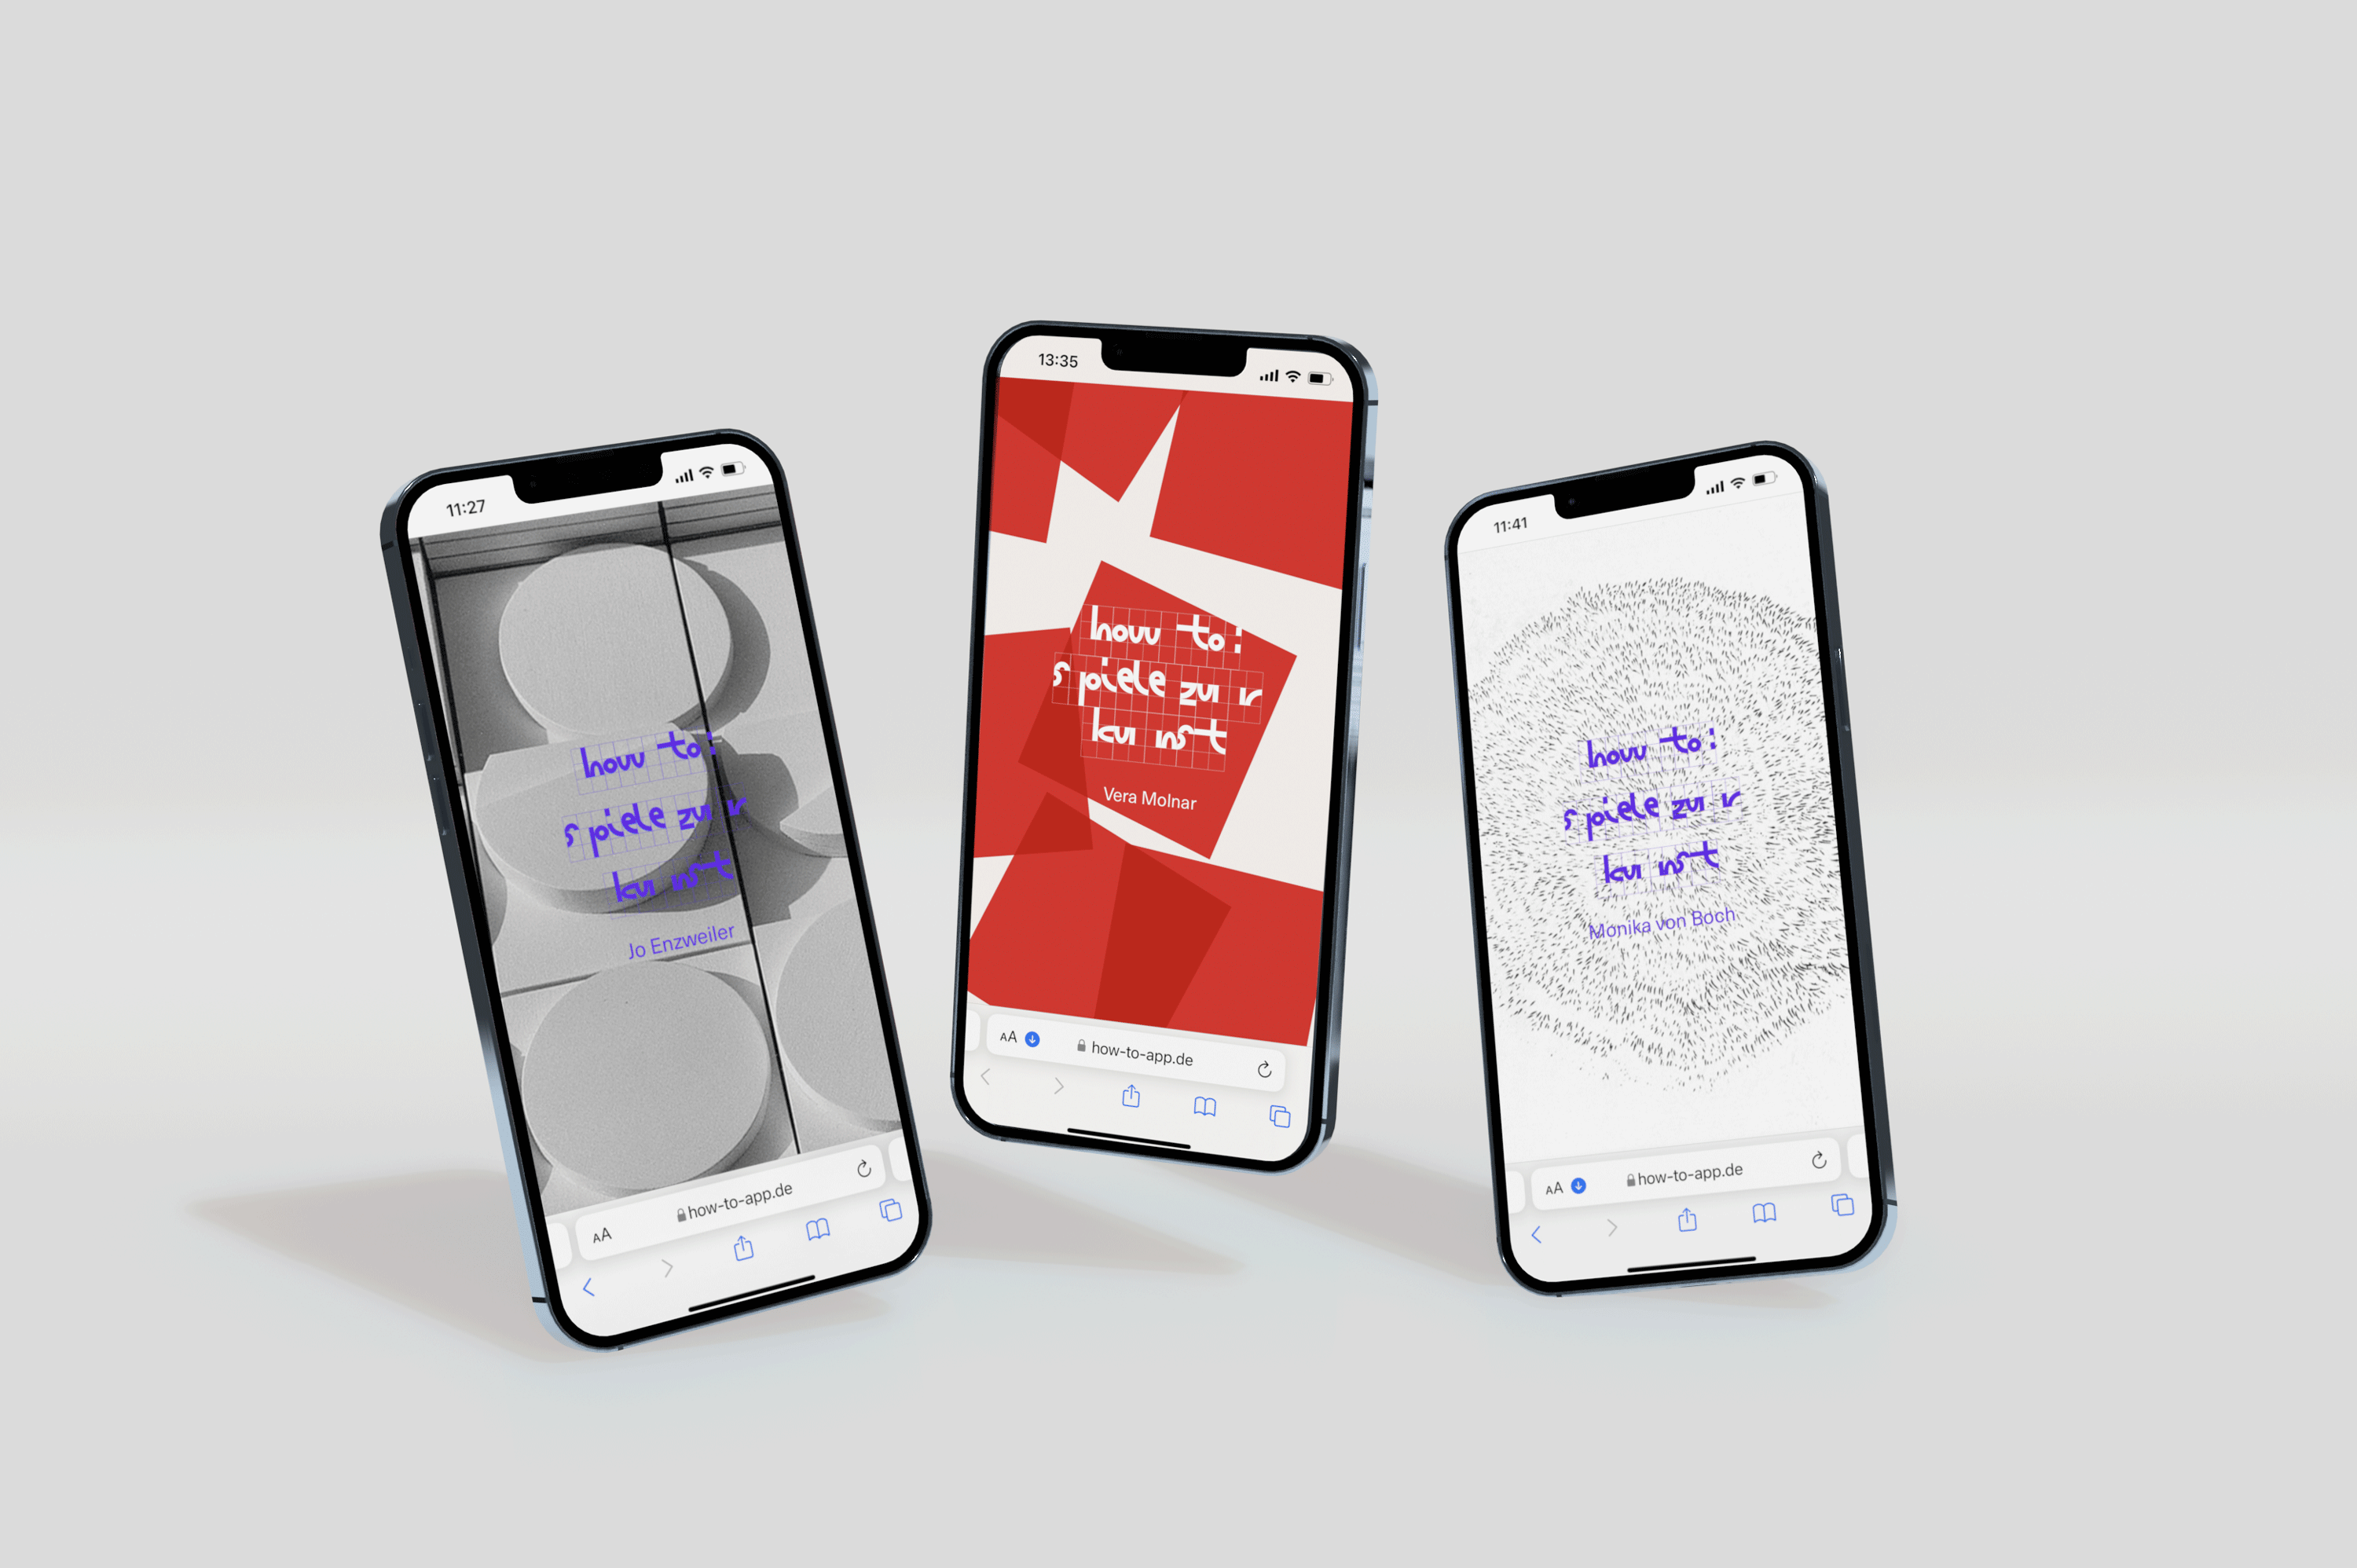 11:27
how to:
spiele zur
kunst
Jo Enzweiler
AA how-to-app.de
13:35
how to:
spiele zur
kunst
Vera Molnar
AA how-to-app.de
11:41
how to:
spiele zur
kunst
Monika von Boch
AA how-to-app.de